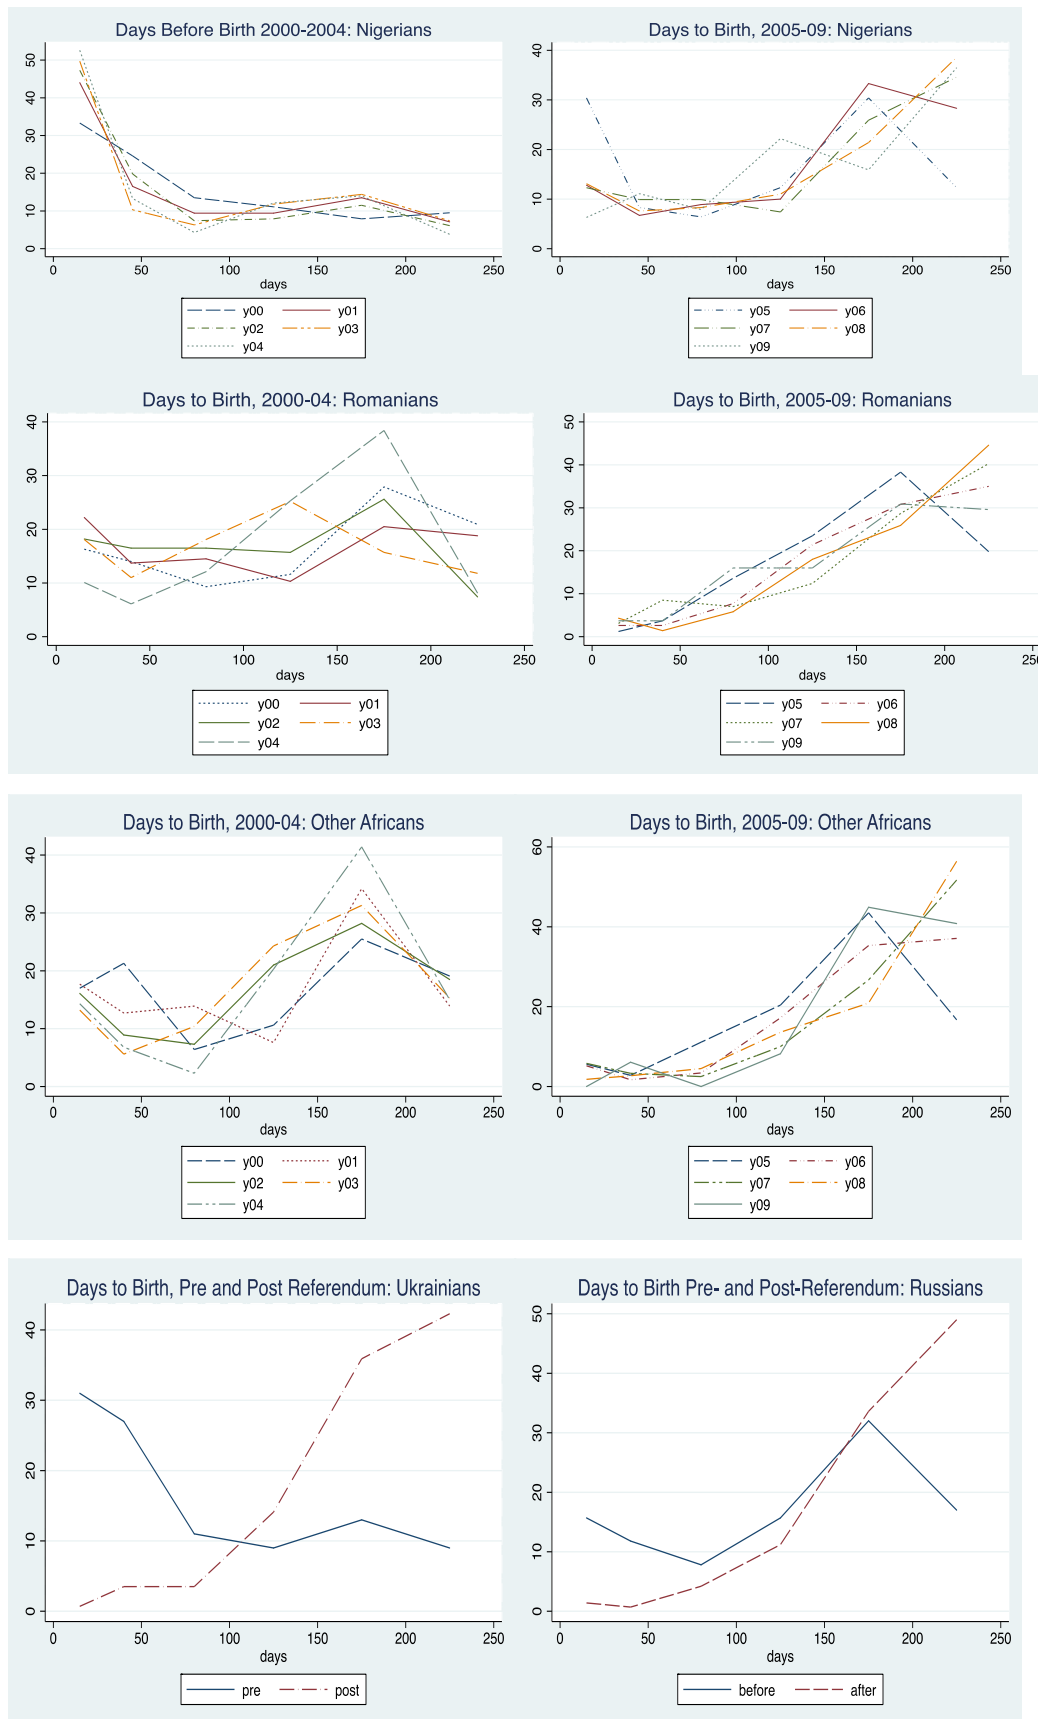 Days Before Birth 2000-2004: Nigerians
50
40
30
20
10
0
0 50 100 150 200 250
days
y00 y01
y02 y03
y04
Days to Birth, 2005-09: Nigerians
40
30
20
10
0
0 50 100 150 200 250
days
y05 y06
y07 y08
y09
Days to Birth, 2000-04: Romanians
40
30
20
10
0
0 50 100 150 200 250
days
y00 y01
y02 y03
y04
Days to Birth, 2005-09: Romanians
50
40
30
20
10
0
0 50 100 150 200 250
days
y05 y06
y07 y08
y09
Days to Birth, 2000-04: Other Africans
40
30
20
10
0
0 50 100 150 200 250
days
y00 y01
y02 y03
y04
Days to Birth, 2005-09: Other Africans
60
40
20
0
0 50 100 150 200 250
days
y05 y06
y07 y08
y09
Days to Birth, Pre and Post Referendum: Ukrainians
40
30
20
10
0
0 50 100 150 200 250
days
pre post
Days to Birth Pre- and Post-Referendum: Russians
50
40
30
20
10
0
0 50 100 150 200 250
days
before after